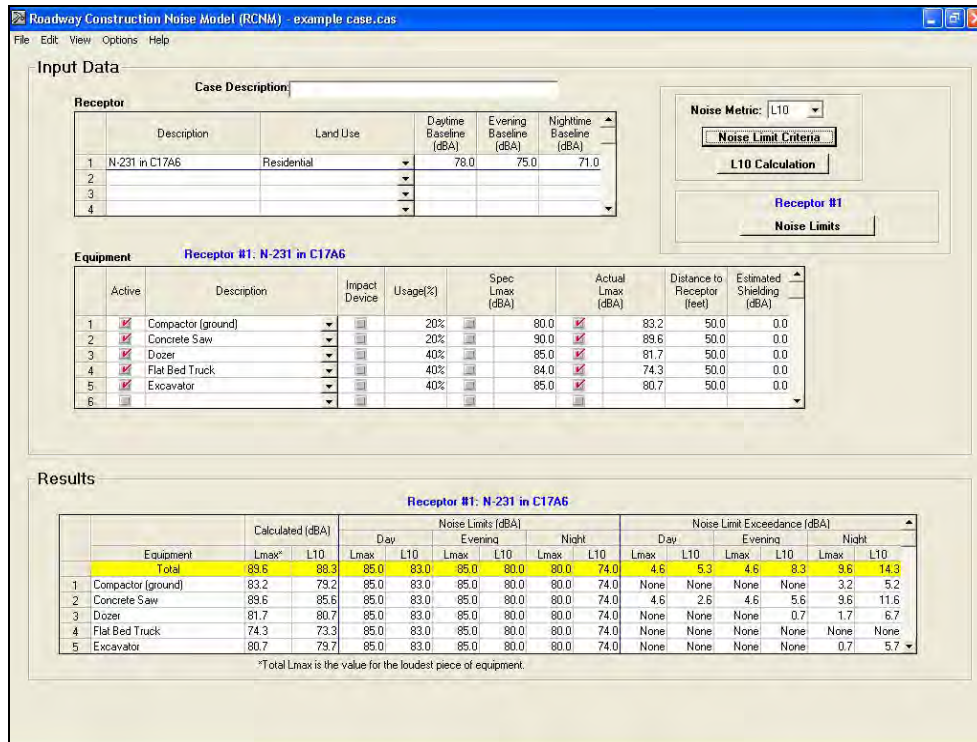 Roadway Construction Noise Model (RCNM) - example case.cas
File Edit View Options Help
Input Data
Case Description:
Receptor
Description Land Use Daytime Baseline (dBA) Evening Baseline (dBA) Nighttime Baseline (dBA)
1 N-231 in C17A6 Residential 78.0 75.0 71.0
2
3
4
Noise Metric: L10
Noise Limit Criteria
L10 Calculation
Receptor #1
Noise Limits
Equipment Receptor #1: N-231 in C17A6
Active Description Impact Device Usage(%) Spec Lmax (dBA) Actual Lmax (dBA) Distance to Receptor (feet) Estimated Shielding (dBA)
1 Compactor (ground) 20% 80.0 83.2 50.0 0.0
2 Concrete Saw 20% 90.0 89.6 50.0 0.0
3 Dozer 40% 85.0 81.7 50.0 0.0
4 Flat Bed Truck 40% 84.0 74.3 50.0 0.0
5 Excavator 40% 85.0 80.7 50.0 0.0
6
Results
Receptor #1: N-231 in C17A6
Calculated (dBA) Noise Limits (dBA) Noise Limit Exceedance (dBA)
Day Evening Night Day Evening Night
Equipment Lmax* L10 Lmax L10 Lmax L10 Lmax L10 Lmax L10 Lmax L10 Lmax L10
Total 89.6 88.3 85.0 83.0 85.0 80.0 80.0 74.0 4.6 5.3 4.6 8.3 9.6 14.3
1 Compactor (ground) 83.2 79.2 85.0 83.0 85.0 80.0 80.0 74.0 None None None None 3.2 5.2
2 Concrete Saw 89.6 85.6 85.0 83.0 85.0 80.0 80.0 74.0 4.6 2.6 4.6 5.6 9.6 11.6
3 Dozer 81.7 80.7 85.0 83.0 85.0 80.0 80.0 74.0 None None None 0.7 1.7 6.7
4 Flat Bed Truck 74.3 73.3 85.0 83.0 85.0 80.0 80.0 74.0 None None None None None None
5 Excavator 80.7 79.7 85.0 83.0 85.0 80.0 80.0 74.0 None None None None 0.7 5.7
*Total Lmax is the value for the loudest piece of equipment.